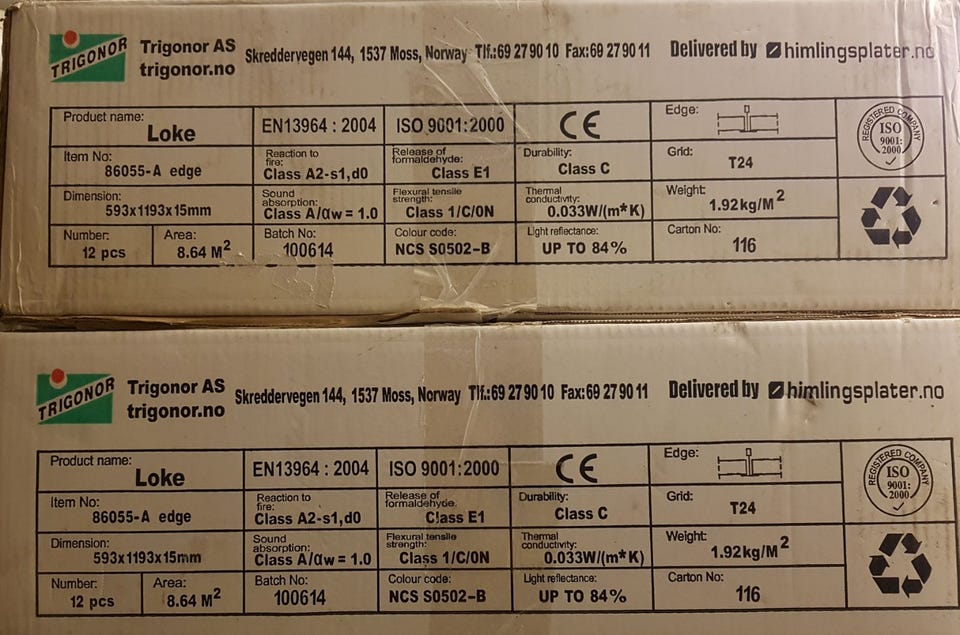 TRIGONOR
Trigonor AS
trigonor.no
Skreddervegen 144, 1537 Moss, Norway Tlf.:69 27 90 10 Fax:69 27 90 11
Delivered by himlingsplater.no
Product name:
Loke
EN13964 : 2004
ISO 9001:2000
CE
Edge:
REGISTERED COMPANY
ISO
9001:
2000
Item No:
86055-A edge
Reaction to
fire:
Class A2-s1,d0
Release of
formaldehyde:
Class E1
Durability:
Class C
Grid:
T24
Dimension:
593x1193x15mm
Sound
absorption:
Class A/αw = 1.0
Flexural tensile
strength:
Class 1/C/0N
Thermal
conductivity:
0.033W/(m*K)
Weight:
1.92kg/M2
Number:
12 pcs
Area:
8.64 M2
Batch No:
100614
Colour code:
NCS S0502-B
Light reflectance:
UP TO 84%
Carton No:
116
TRIGONOR
Trigonor AS
trigonor.no
Skreddervegen 144, 1537 Moss, Norway Tlf.:69 27 90 10 Fax:69 27 90 11
Delivered by himlingsplater.no
Product name:
Loke
EN13964 : 2004
ISO 9001:2000
CE
Edge:
REGISTERED COMPANY
ISO
9001:
2000
Item No:
86055-A edge
Reaction to
fire:
Class A2-s1,d0
Release of
formaldehyde.
Class E1
Durability:
Class C
Grid:
T24
Dimension:
593x1193x15mm
Sound
absorption:
Class A/αw = 1.0
Flexural tensile
strength:
Class 1/C/0N
Thermal
conductivity:
0.033W/(m*K)
Weight:
1.92kg/M2
Number:
12 pcs
Area:
8.64 M2
Batch No:
100614
Colour code:
NCS S0502-B
Light reflectance:
UP TO 84%
Carton No:
116